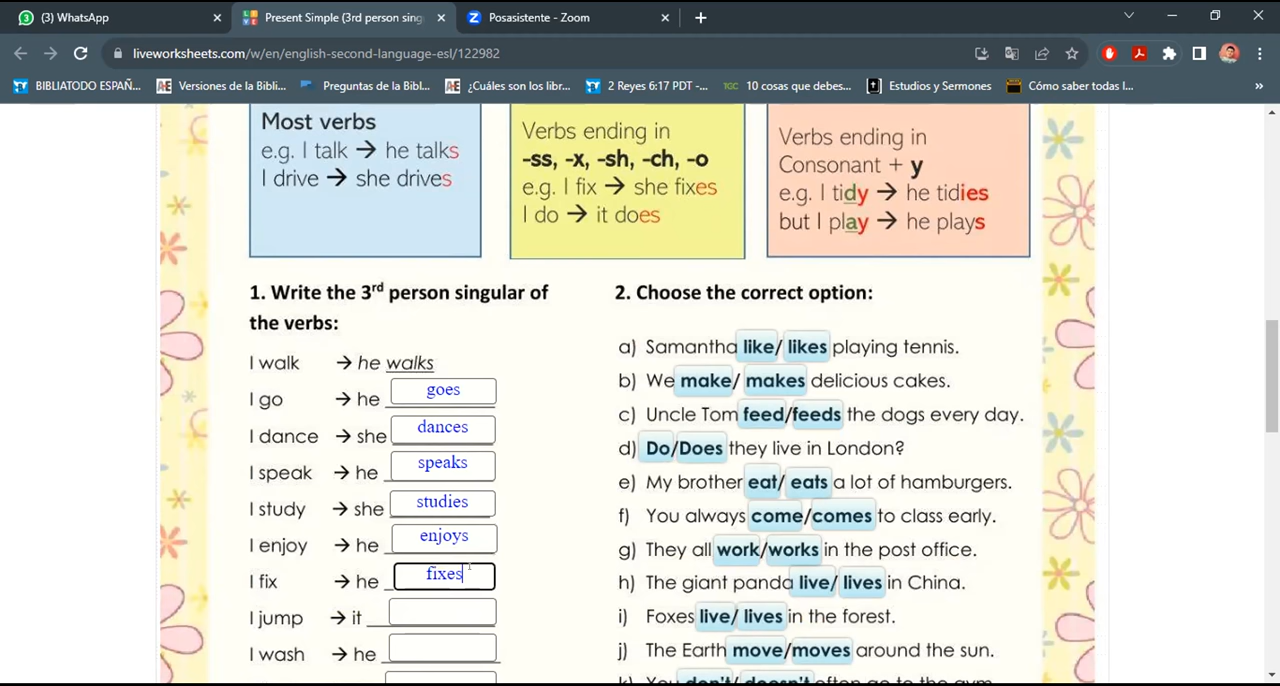 (3) WhatsApp
Present Simple (3rd person sing
Posasistente - Zoom
liveworksheets.com/w/en/english-second-language-esl/122982
BIBLIATODO ESPAÑ...
Versiones de la Bibli...
Preguntas de la Bibl...
¿Cuáles son los libr...
2 Reyes 6:17 PDT -...
TGC 10 cosas que debes...
Estudios y Sermones
Cómo saber todas l...
»
Most verbs
e.g. I talk → he talks
I drive → she drives
Verbs ending in
-ss, -x, -sh, -ch, -o
e.g. I fix → she fixes
I do → it does
Verbs ending in
Consonant + y
e.g. I tidy → he tidies
but I play → he plays
1. Write the 3rd person singular of
the verbs:
I walk → he walks
I go → he goes
I dance → she dances
I speak → he speaks
I study → she studies
I enjoy → he enjoys
I fix → he fixes
I jump → it
I wash → he
2. Choose the correct option:
a) Samantha like/ likes playing tennis.
b) We make/ makes delicious cakes.
c) Uncle Tom feed/feeds the dogs every day.
d) Do/Does they live in London?
e) My brother eat/ eats a lot of hamburgers.
f) You always come/comes to class early.
g) They all work/works in the post office.
h) The giant panda live/ lives in China.
i) Foxes live/ lives in the forest.
j) The Earth move/moves around the sun.
k) You don't/ doesn't often go to the gym.